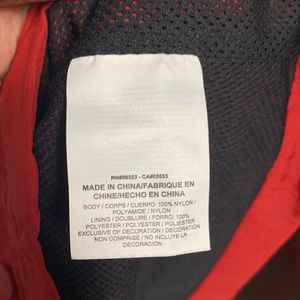 RN#56323 - CA#05553
MADE IN CHINA/FABRIQUE EN
CHINE/HECHO EN CHINA
BODY / CORPS / CUERPO: 100% NYLON /
POLYAMIDE / NYLON
LINING / DOUBLURE / FORRO: 100%
POLYESTER / POLYESTER / POLIESTER
EXCLUSIVE OF DECORATION / DECORATION
NON COMPRISE / NO INCLUYE LA
DECORACION